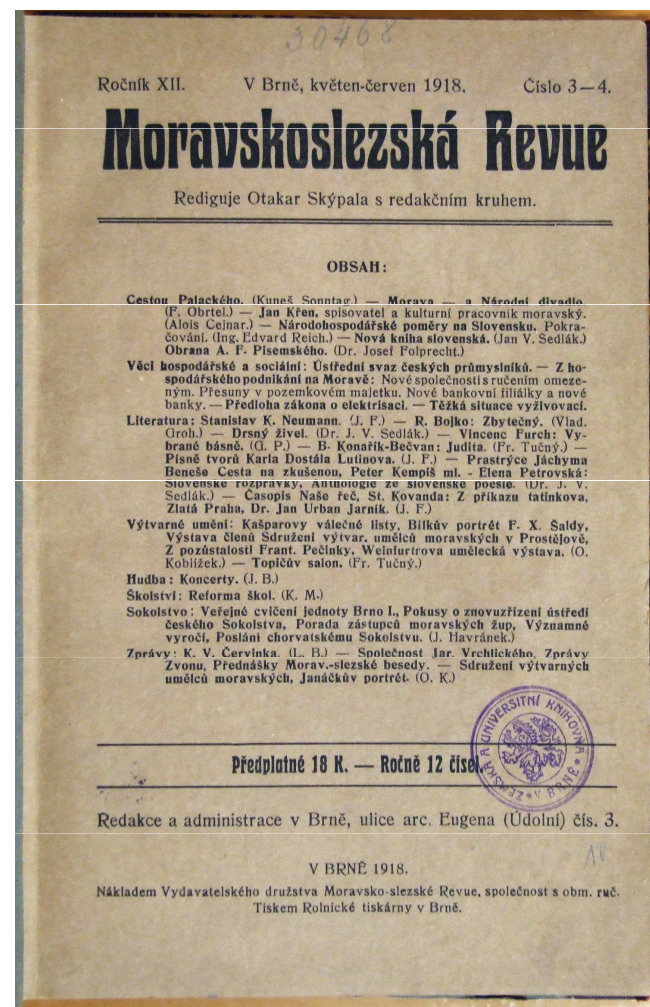 30468
Ročník XII. V Brně, květen-červen 1918. Číslo 3—4.
Moravskoslezská Revue
Rediguje Otakar Skýpala s redakčním kruhem.
OBSAH:
Cestou Palackého. (Kuneš Sonntag.) — Morava — a Národní divadlo.
(F. Obrtel.) — Jan Křen, spisovatel a kulturní pracovník moravský.
(Alois Cejnar.) — Národohospodářské poměry na Slovensku. Pokra-
čování. (Ing. Edvard Reich.) — Nová kniha slovenská. (Jan V. Sedlák.)
Obrana A. F. Pisemského. (Dr. Josef Folprecht.)
Věci hospodářské a sociální: Ústřední svaz českých průmyslníků. — Z ho-
spodářského podnikání na Moravě: Nové společnosti s ručením omeze-
ným. Přesuny v pozemkovém majetku. Nové bankovní filiálky a nové
banky. — Předloha zákona o elektrisaci. — Těžká situace vyživovací.
Literatura: Stanislav K. Neumann. (J. F.) — R. Bojko: Zbytečný. (Vlad.
Groh.) — Drsný živel. (Dr. J. V. Sedlák.) — Vincenc Furch: Vy-
brané básně. (G. P.) — B. Konařík-Bečvan: Judita. (Fr. Tučný.) —
Písně tvorů Karla Dostála Lutinova. (J. F.) — Prastrýce Jáchyma
Beneše Cesta na zkušenou, Peter Kempiš ml. - Elena Petrovská:
Slovenské rozprávky, Anthologie ze slovenské poesie. (Dr. J. V.
Sedlák.) — Časopis Naše řeč, St. Kovanda: Z příkazu tatínkova,
Zlatá Praha, Dr. Jan Urban Jarník. (J. F.)
Výtvarné umění: Kašparovy válečné listy, Bílkův portrét F. X. Šaldy,
Výstava členů Sdružení výtvar. umělců moravských v Prostějově,
Z pozůstalosti Frant. Pečinky, Weinfurtrova umělecká výstava. (O.
Koblížek.) — Topičův salon. (Fr. Tučný.)
Hudba: Koncerty. (J. B.)
Školství: Reforma škol. (K. M.)
Sokolstvo: Veřejné cvičení jednoty Brno I., Pokusy o znovuzřízení ústředí
českého Sokolstva, Porada zástupců moravských žup, Významné
vyročí, Poslání chorvatskému Sokolstvu. (J. Havránek.)
Zprávy: K. V. Červinka. (L. B.) — Společnost Jar. Vrchlického, Zprávy
Zvonu, Přednášky Morav.-slezské besedy. — Sdružení výtvarných
umělců moravských, Janáčkův portrét. (O. K.)
ZEMSKÁ A UNIVERSITNÍ KNIHOVNA
V BRNĚ
Předplatné 18 K. — Ročně 12 čísel.
Redakce a administrace v Brně, ulice arc. Eugena (Údolní) čís. 3.
V BRNĚ 1918.
Nákladem Vydavatelského družstva Moravsko-slezské Revue, společnost s obm. ruč.
Tiskem Rolnické tiskárny v Brně.